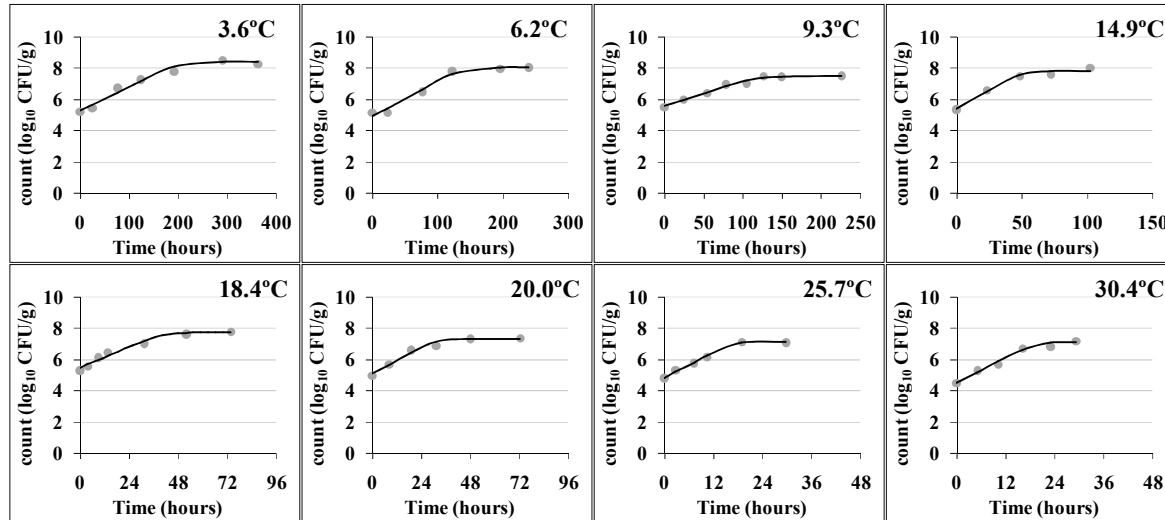 3.6ºC
count (log10 CFU/g)
10
8
6
4
2
0
0 100 200 300 400
Time (hours)
6.2ºC
count (log10 CFU/g)
10
8
6
4
2
0
0 100 200 300
Time (hours)
9.3ºC
count (log10 CFU/g)
10
8
6
4
2
0
0 50 100 150 200 250
Time (hours)
14.9ºC
count (log10 CFU/g)
10
8
6
4
2
0
0 50 100 150
Time (hours)
18.4ºC
count (log10 CFU/g)
10
8
6
4
2
0
0 24 48 72 96
Time (hours)
20.0ºC
count (log10 CFU/g)
10
8
6
4
2
0
0 24 48 72 96
Time (hours)
25.7ºC
count (log10 CFU/g)
10
8
6
4
2
0
0 12 24 36 48
Time (hours)
30.4ºC
count (log10 CFU/g)
10
8
6
4
2
0
0 12 24 36 48
Time (hours)